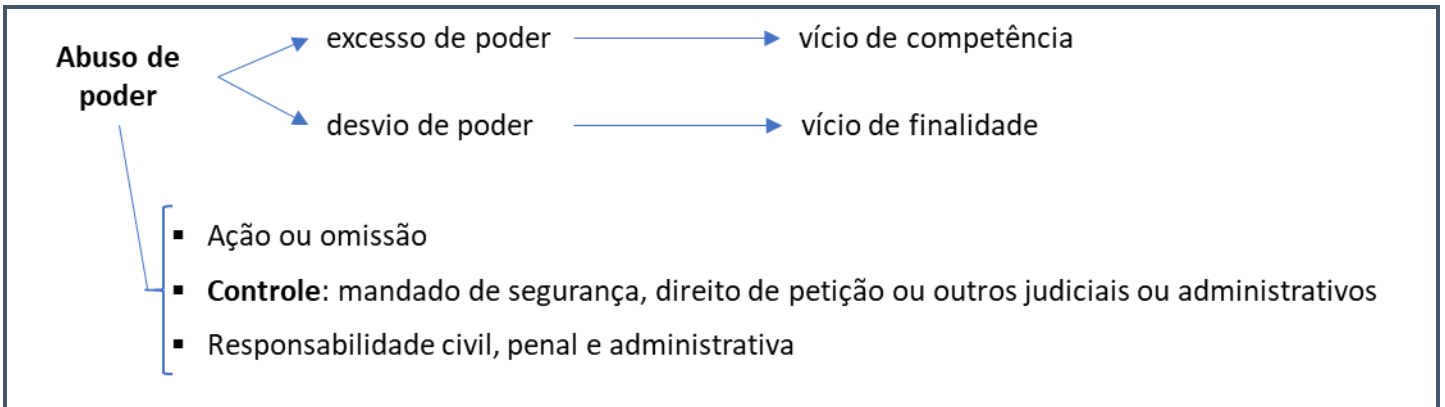 Abuso de
poder
excesso de poder
vício de competência
desvio de poder
vício de finalidade
▪ Ação ou omissão
▪ Controle: mandado de segurança, direito de petição ou outros judiciais ou administrativos
▪ Responsabilidade civil, penal e administrativa